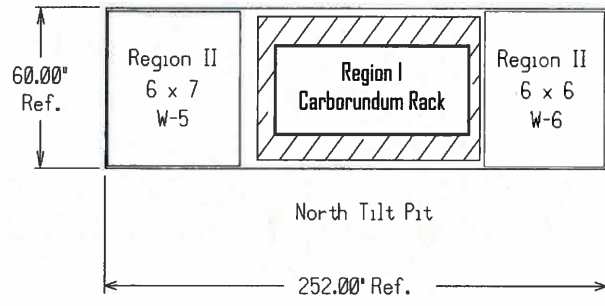 60.00" Ref.
Region II
6 x 7
W-5
Region I
Carborundum Rack
Region II
6 x 6
W-6
North Tilt Pit
252.00" Ref.